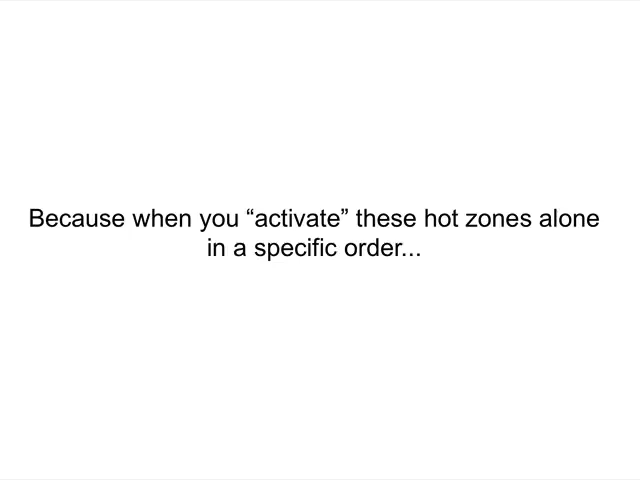 Because when you “activate” these hot zones alone
in a specific order...